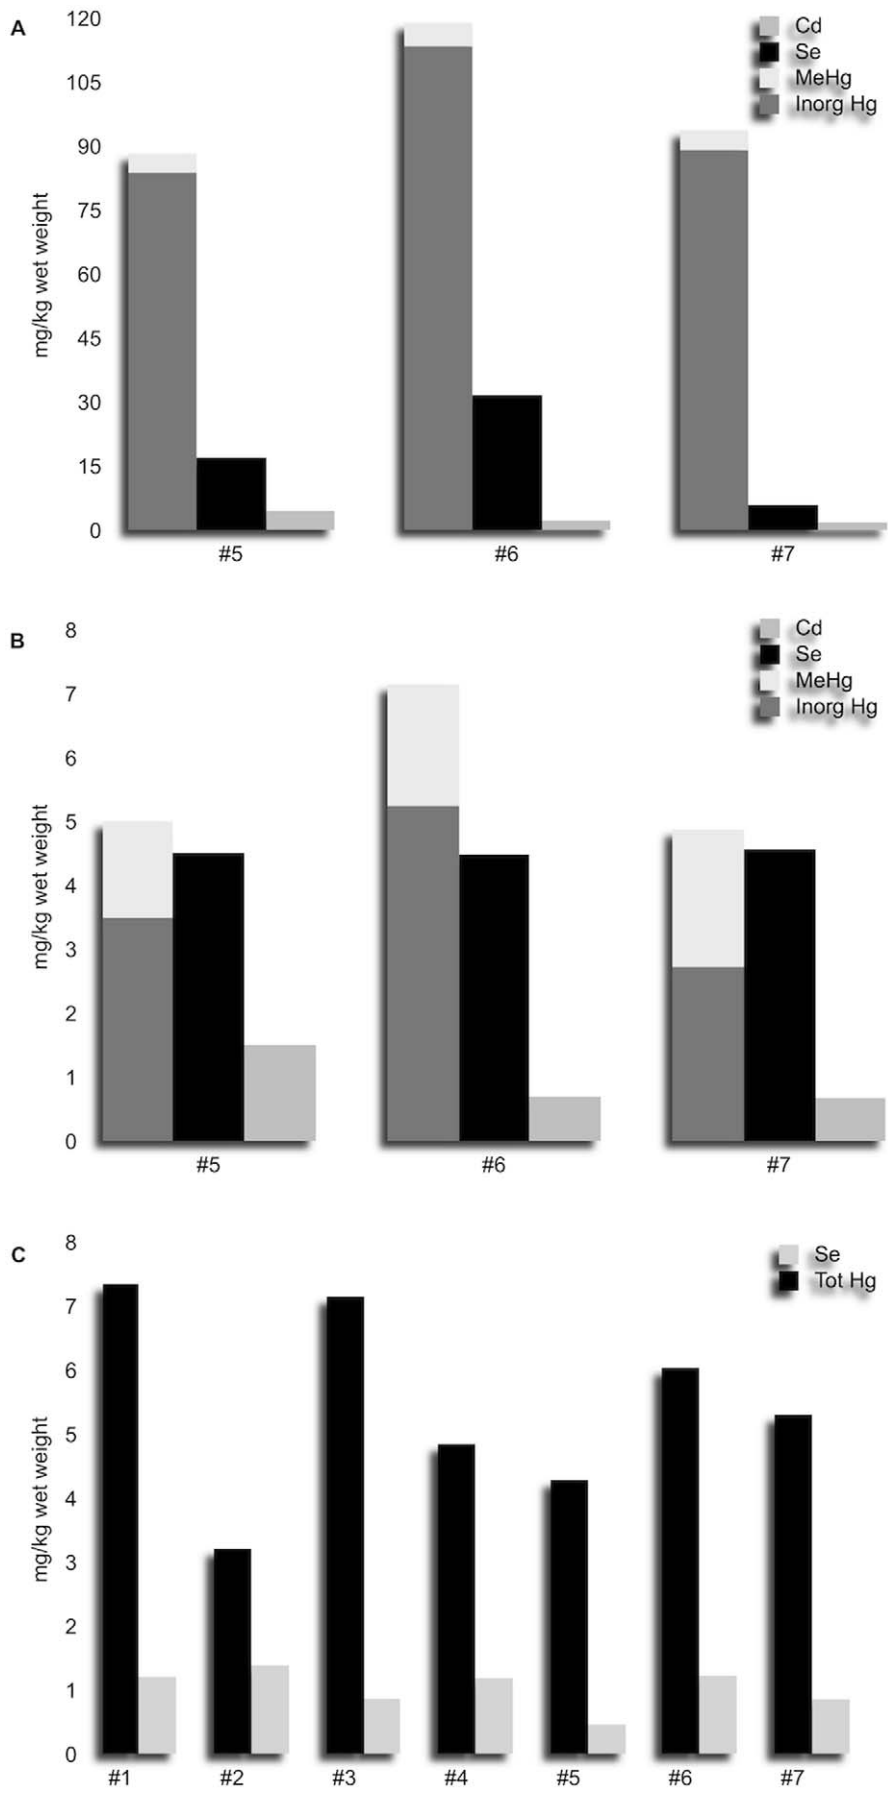 A
120
105
90
75
60
45
30
15
0
mg/kg wet weight
Cd
Se
MeHg
Inorg Hg
#5 #6 #7
B
8
7
6
5
4
3
2
1
0
mg/kg wet weight
Cd
Se
MeHg
Inorg Hg
#5 #6 #7
C
8
7
6
5
4
3
2
1
0
mg/kg wet weight
Se
Tot Hg
#1 #2 #3 #4 #5 #6 #7